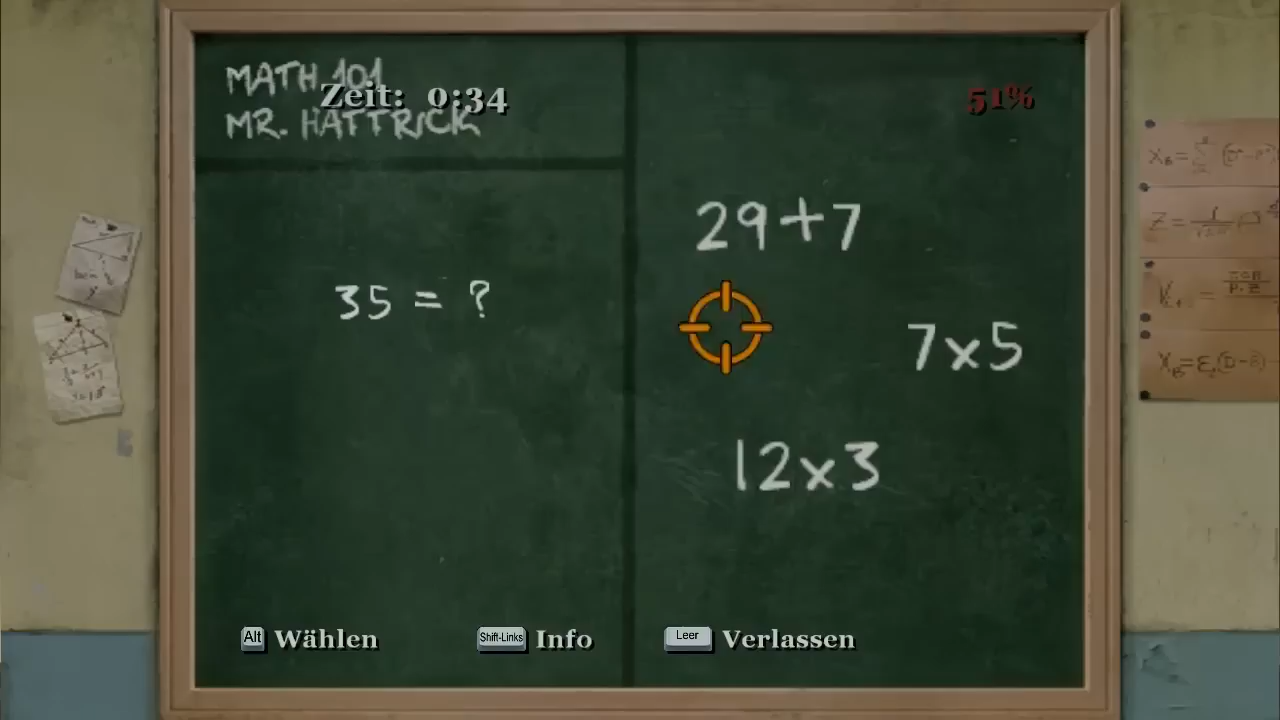 MATH 101
Zeit: 0:34
51%
MR. HATTRICK
29+7
35 = ?
7x5
12x3
Alt Wählen
Shift-Links Info
Leer Verlassen